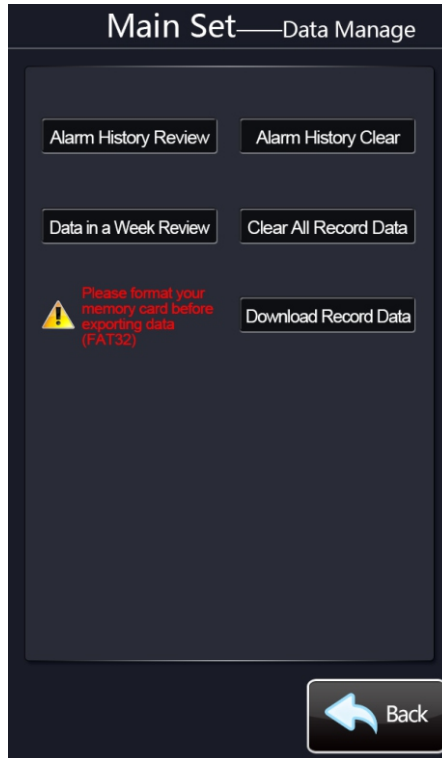 Main Set——Data Manage
Alarm History Review
Alarm History Clear
Data in a Week Review
Clear All Record Data
Please format your
memory card before
exporting data
(FAT32)
Download Record Data
Back